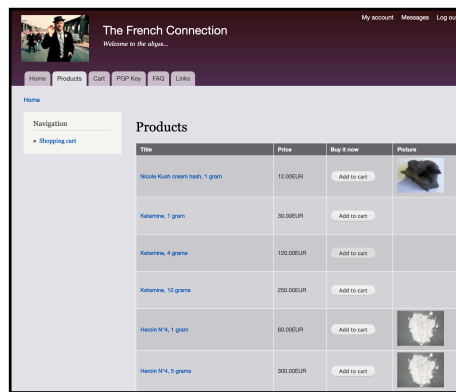 My account Messages Log out
The French Connection
Welcome to the abyss...
Home Products Cart PGP Key FAQ Links
Home
Navigation
Shopping cart
Products
Title Price Buy it now Picture
Nicole Kush cream hash, 1 gram 12.00EUR Add to cart
Ketamine, 1 gram 30.00EUR Add to cart
Ketamine, 4 grams 120.00EUR Add to cart
Ketamine, 10 grams 250.00EUR Add to cart
Heroin N°4, 1 gram 60.00EUR Add to cart
Heroin N°4, 5 grams 300.00EUR Add to cart